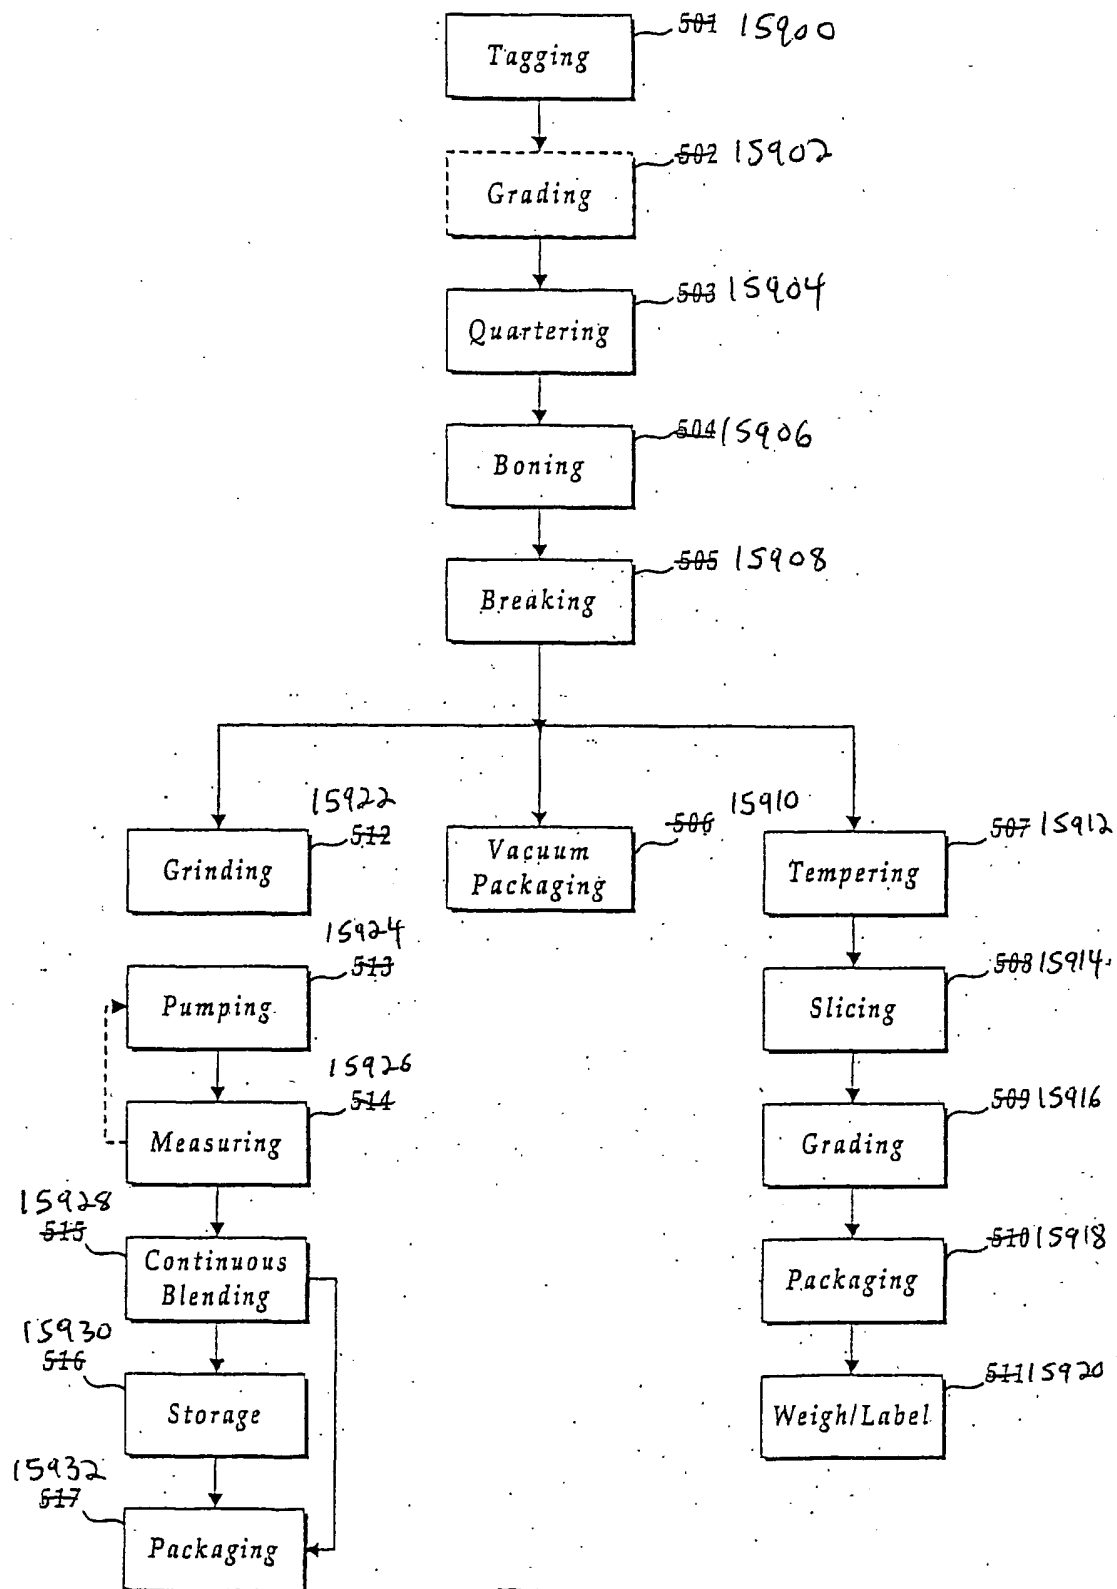 501 15900
Tagging
502 15902
Grading
503 15904
Quartering
504 15906
Boning
505 15908
Breaking
15922
512
Grinding
15910
506
Vacuum
Packaging
507 15912
Tempering
15924
513
Pumping
508 15914
Slicing
15926
514
Measuring
509 15916
Grading
15928
515
Continuous
Blending
510 15918
Packaging
15930
516
Storage
511 15920
Weigh/Label
15932
517
Packaging